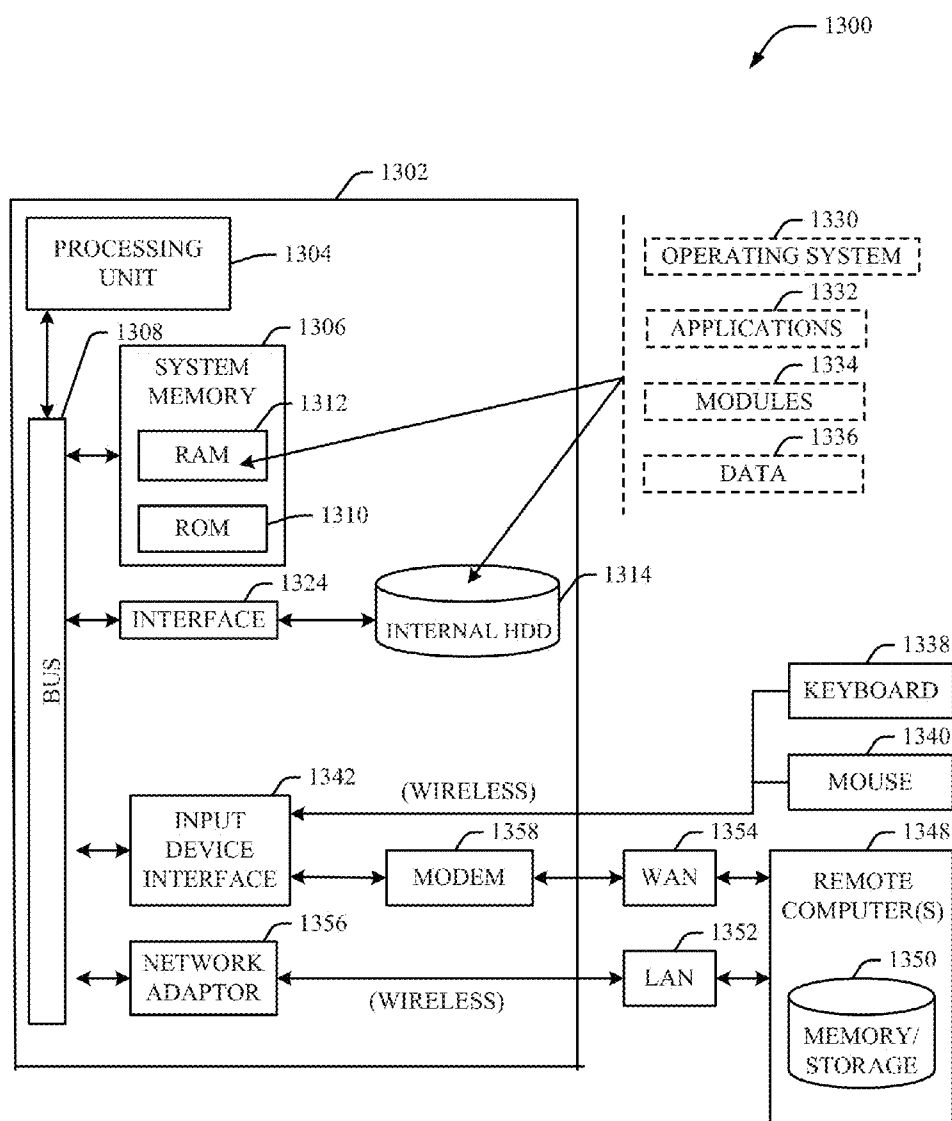 1300
1302
PROCESSING
UNIT
1304
1308
1306
SYSTEM
MEMORY
1312
RAM
ROM
1310
1324
INTERFACE
INTERNAL HDD
1314
BUS
1330
OPERATING SYSTEM
1332
APPLICATIONS
1334
MODULES
1336
DATA
1338
KEYBOARD
1340
MOUSE
1342
INPUT
DEVICE
INTERFACE
(WIRELESS)
1358
MODEM
1354
WAN
1348
REMOTE
COMPUTER(S)
1356
NETWORK
ADAPTOR
(WIRELESS)
1352
LAN
1350
MEMORY/
STORAGE